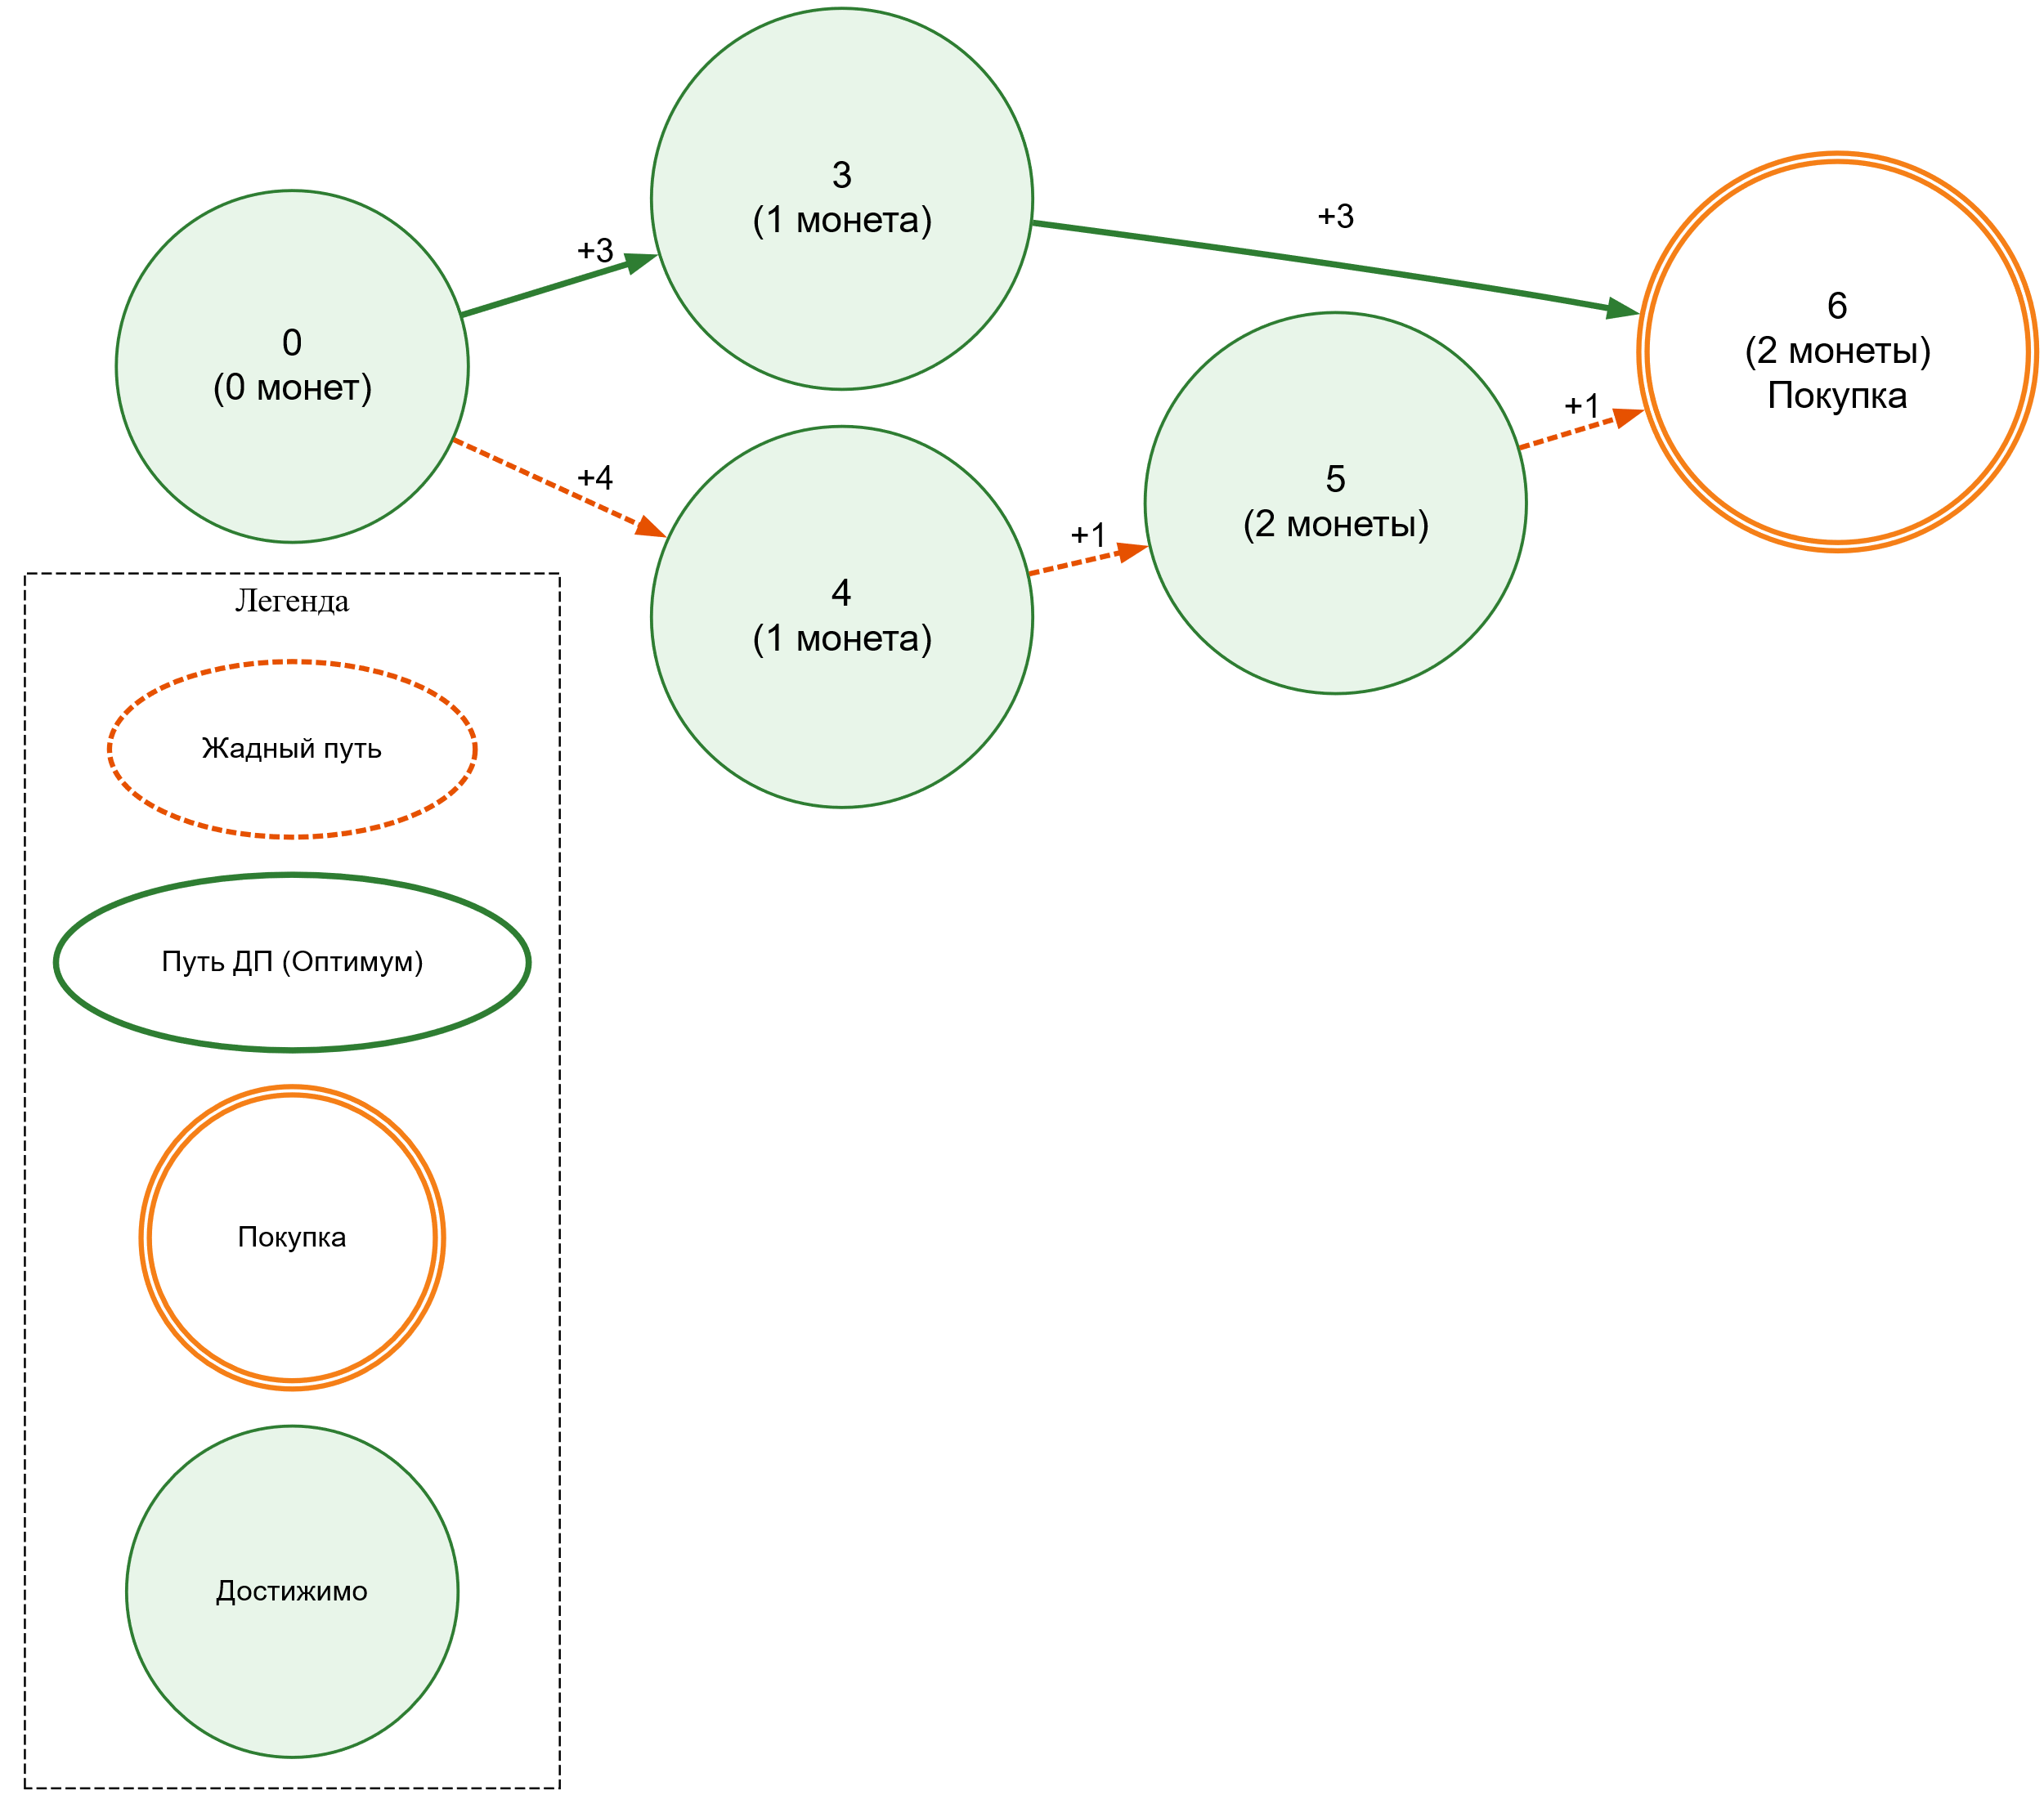 3
(1 монета)
+3
+3
0
(0 монет)
6
(2 монеты)
Покупка
+1
+4
5
(2 монеты)
+1
4
(1 монета)
Легенда
Жадный путь
Путь ДП (Оптимум)
Покупка
Достижимо